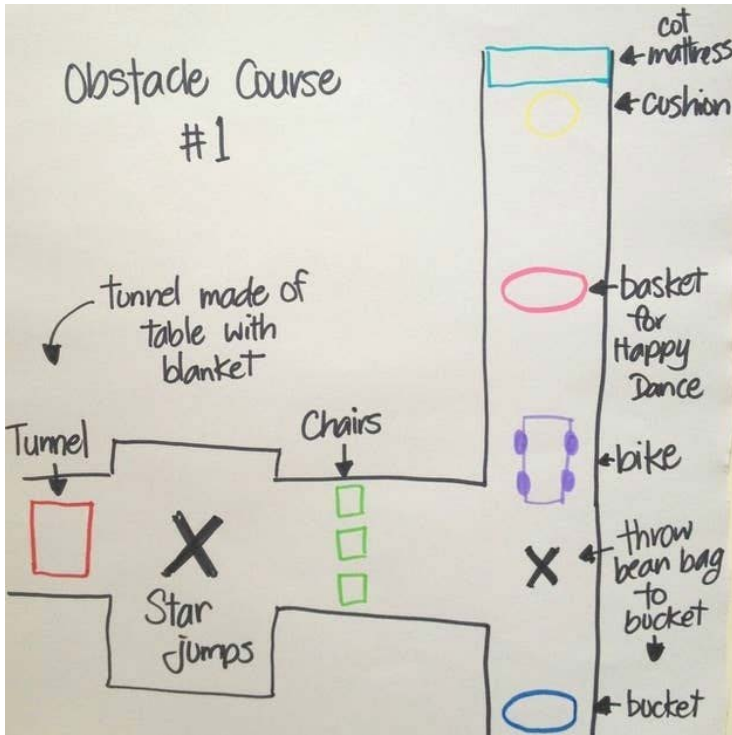 Obstacle Course
#1
cot
mattress
cushion
tunnel made of
table with
blanket
basket
for
Happy
Dance
Tunnel
Chairs
bike
X
Star
jumps
X
throw
bean bag
to
bucket
bucket